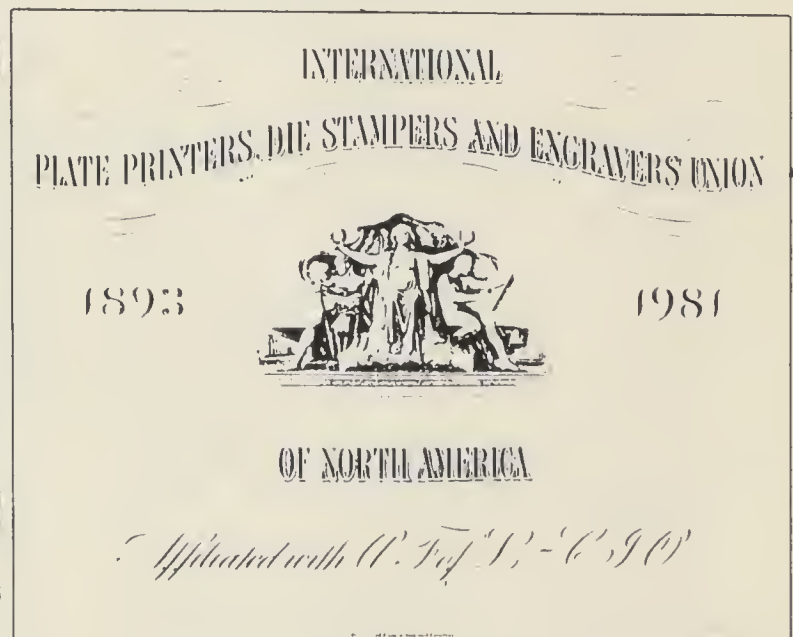 INTERNATIONAL
PLATE PRINTERS, DIE STAMPERS AND ENGRAVERS' UNION
1893 1981
OF NORTH AMERICA
Affiliated with A. F. of L. - C. I. O